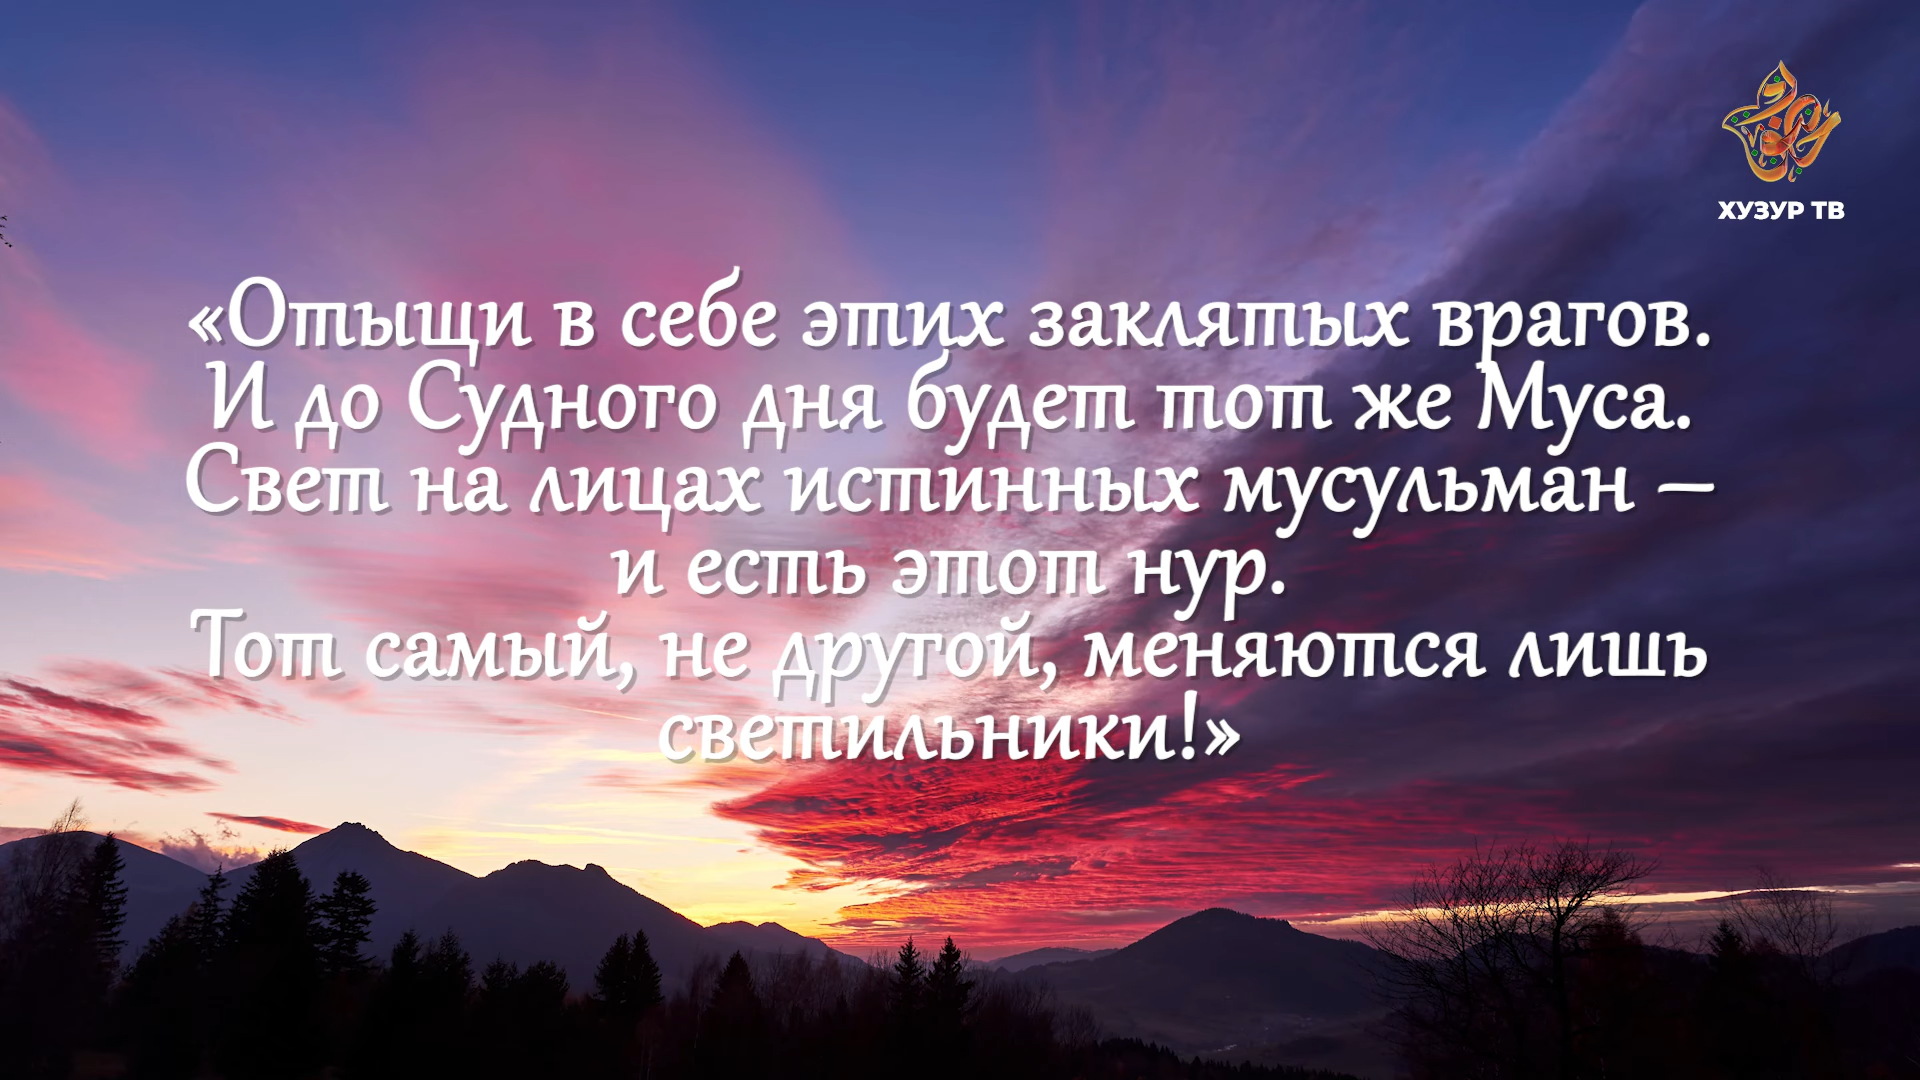 ХУЗУР ТВ
«Отыщи в себе этих заклятых врагов.
И до Судного дня будет тот же Муса.
Свет на лицах истинных мусульман –
и есть этот нур.
Тот самый, не другой, меняются лишь
светильники!»